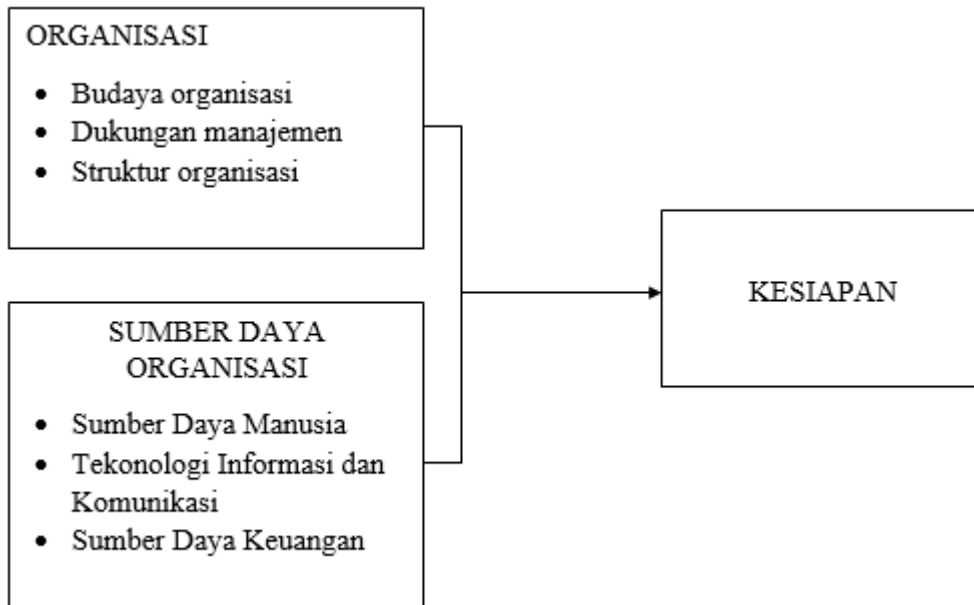 ORGANISASI
• Budaya organisasi
• Dukungan manajemen
• Struktur organisasi
SUMBER DAYA
ORGANISASI
• Sumber Daya Manusia
• Tekonologi Informasi dan
Komunikasi
• Sumber Daya Keuangan
KESIAPAN